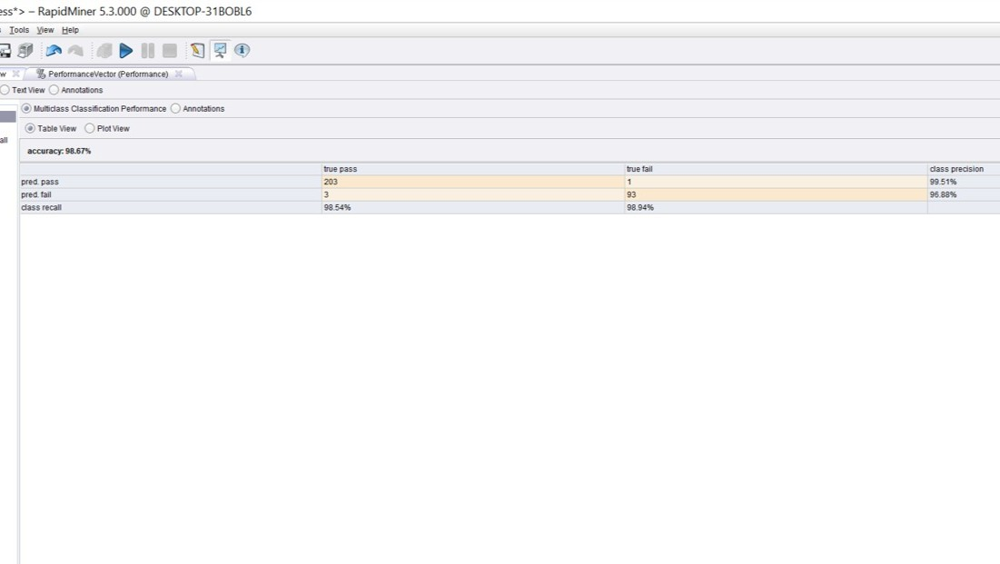 ess*> – RapidMiner 5.3.000 @ DESKTOP-31BOBL6
s Tools View Help
w PerformanceVector (Performance)
Text View Annotations
Multiclass Classification Performance Annotations
Table View Plot View
all
accuracy: 98.67%
true pass true fail class precision
pred. pass 203 1 99.51%
pred. fail 3 93 96.88%
class recall 98.54% 98.94%